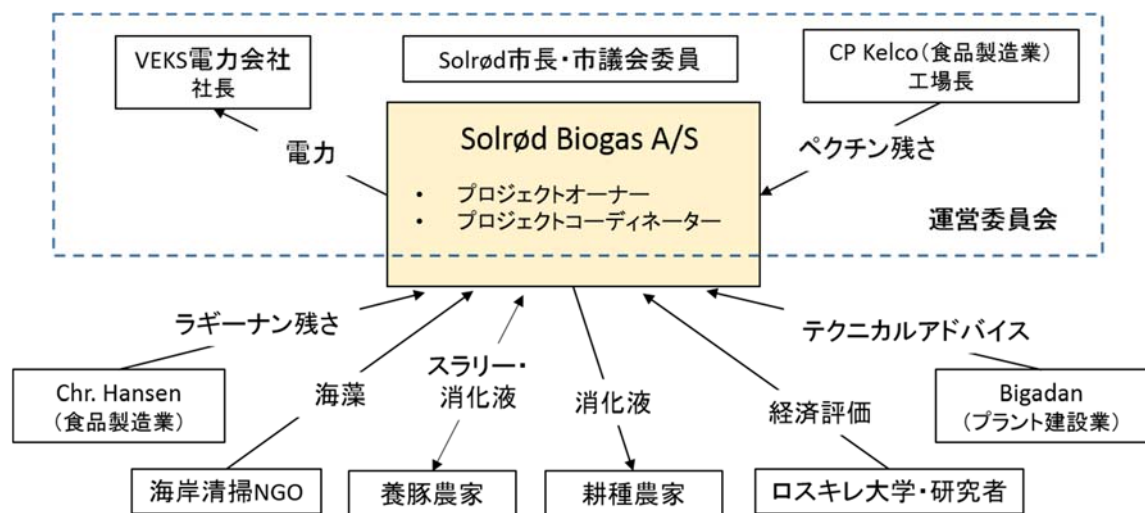 VEKS電力会社
社長
Solrød市長・市議会委員
CP Kelco（食品製造業）
工場長
電力
Solrød Biogas A/S
• プロジェクトオーナー
• プロジェクトコーディネーター
ペクチン残さ
運営委員会
ラギーナン残さ
テクニカルアドバイス
Chr. Hansen
（食品製造業）
海藻
スラリー・
消化液
消化液
経済評価
Bigadan
（プラント建設業）
海岸清掃NGO
養豚農家
耕種農家
ロスキレ大学・研究者